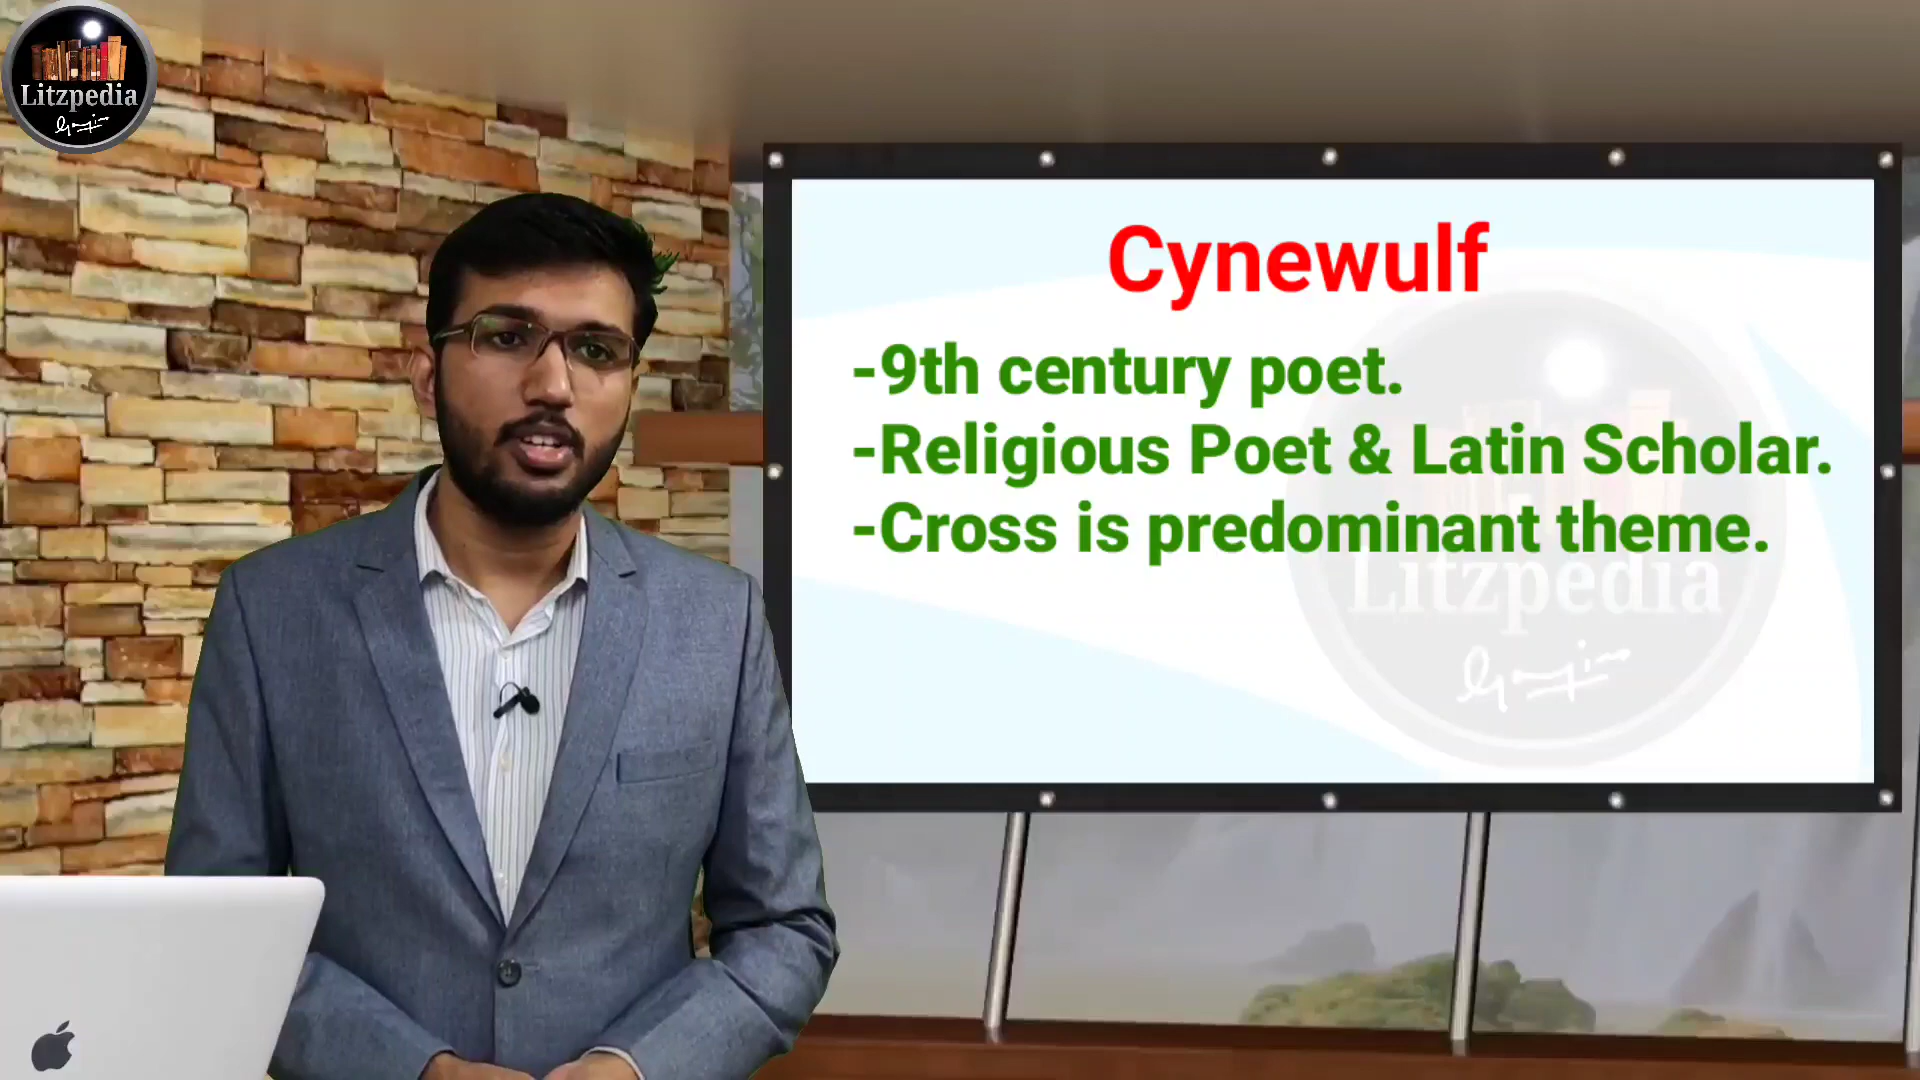 Litzpedia
Cynewulf
-9th century poet.
-Religious Poet & Latin Scholar.
-Cross is predominant theme.
Litzpedia